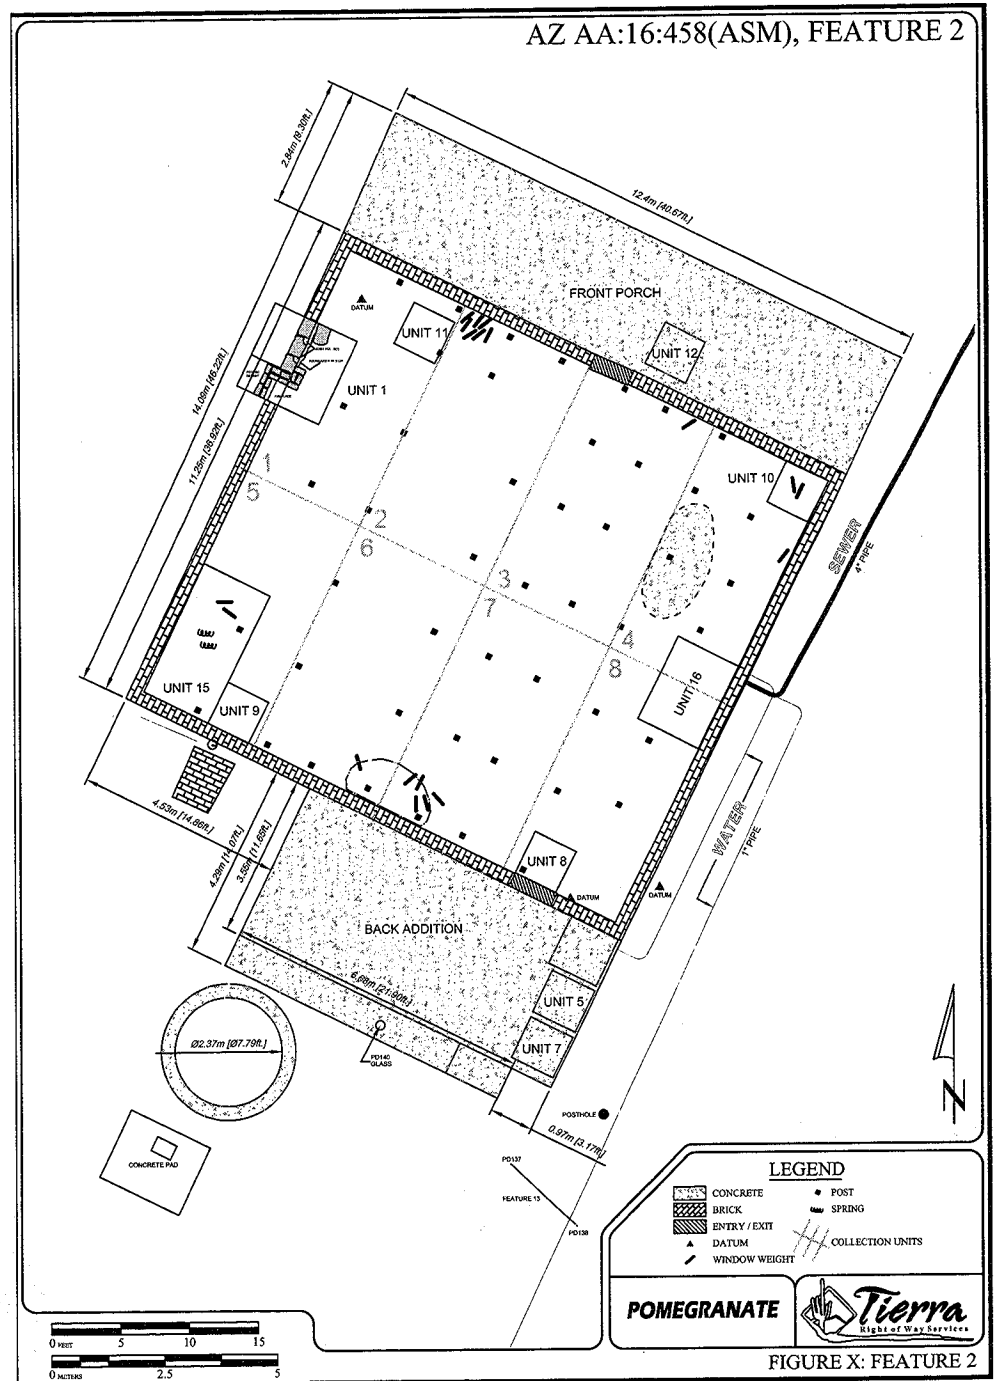 AZ AA:16:458(ASM), FEATURE 2
2.84m [9.30ft.]
12.4m [40.67ft.]
FRONT PORCH
DATUM
UNIT 11
UNIT 12
14.09m [46.22ft.]
UNIT 1
11.25m [36.92ft.]
1
5
2
6
UNIT 10
SEWER
4" PIPE
3
7
4
8
UNIT 16
UNIT 15
UNIT 9
4.53m [14.86ft.]
4.29m [14.07ft.]
3.55m [11.65ft.]
WATER
1" PIPE
UNIT 8
DATUM
DATUM
BACK ADDITION
6.68m [21.90ft.]
UNIT 5
UNIT 7
Ø2.37m [Ø7.79ft.]
PD140
GLASS
POSTHOLE
0.97m [3.17ft.]
CONCRETE PAD
PD137
FEATURE 13
PD138
N
LEGEND
CONCRETE
POST
BRICK
SPRING
ENTRY / EXIT
DATUM
COLLECTION UNITS
WINDOW WEIGHT
POMEGRANATE
Tierra
Right of Way Services
0 FEET 5 10 15
0 METERS 2.5 5
FIGURE X: FEATURE 2